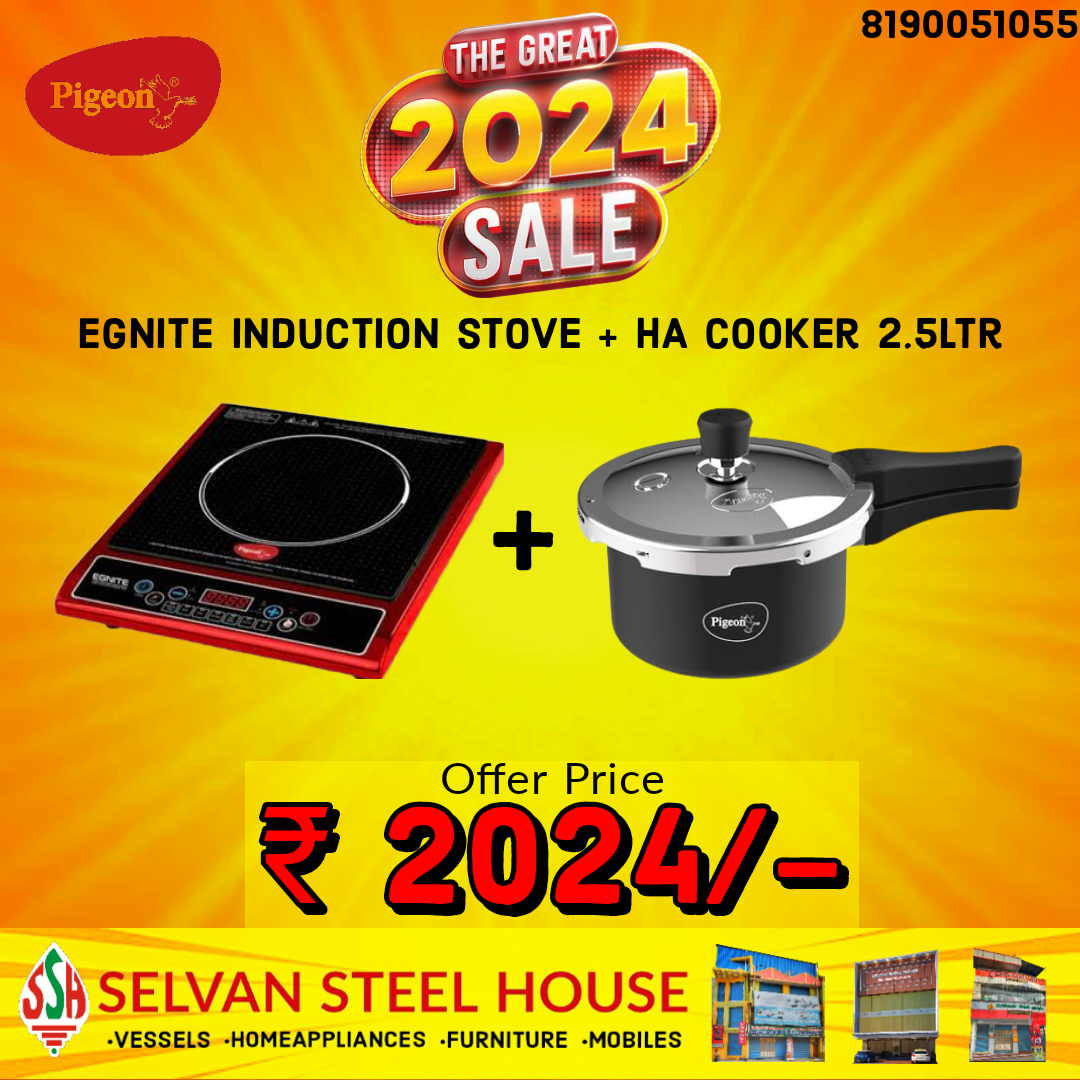 8190051055
Pigeon®
THE GREAT
2024
SALE
EGNITE INDUCTION STOVE + HA COOKER 2.5LTR
Pigeon
EGNITE
+
Pigeon
Offer Price
₹ 2024/-
SSH
SELVAN STEEL HOUSE
·VESSELS ·HOMEAPPLIANCES ·FURNITURE ·MOBILES